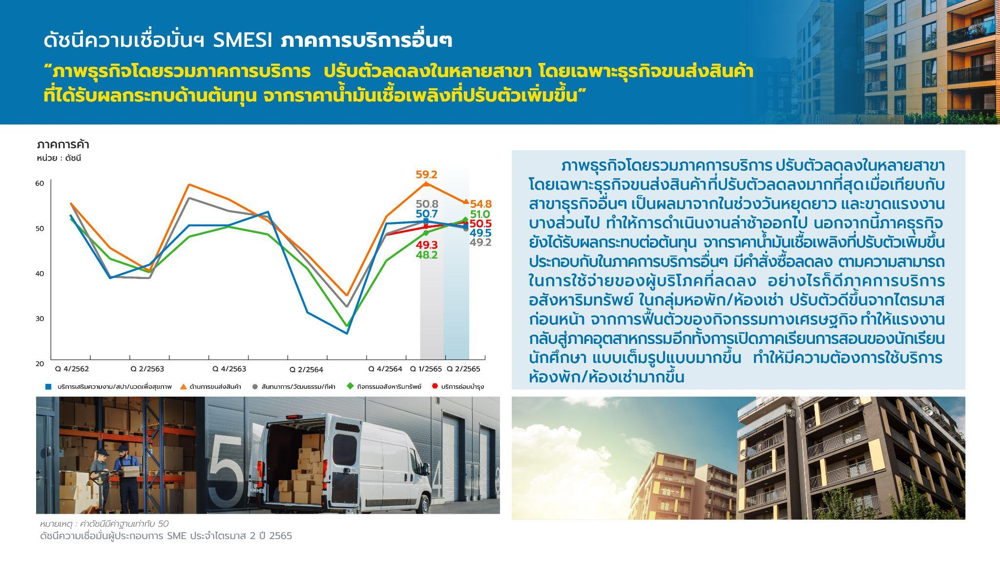 ดัชนีความเชื่อมั่นฯ SMESI ภาคการบริการอื่นๆ
“ภาพธุรกิจโดยรวมภาคการบริการ ปรับตัวลดลงในหลายสาขา โดยเฉพาะธุรกิจขนส่งสินค้า
ที่ได้รับผลกระทบด้านต้นทุน จากราคาน้ำมันเชื้อเพลิงที่ปรับตัวเพิ่มขึ้น”
ภาคการค้า
หน่วย : ดัชนี
60
50
40
30
20
59.2
50.8
50.7
49.3
48.2
54.8
51.0
50.5
49.5
49.2
Q 4/2562 Q 2/2563 Q 4/2563 Q 2/2564 Q 4/2564 Q 1/2565 Q 2/2565
บริการเสริมความงาม/สปา/นวดเพื่อสุขภาพ ด้านการขนส่งสินค้า สันทนาการ/วัฒนธรรม/กีฬา กิจกรรมอสังหาริมทรัพย์ บริการซ่อมบำรุง
ภาพธุรกิจโดยรวมภาคการบริการ ปรับตัวลดลงในหลายสาขา
โดยเฉพาะธุรกิจขนส่งสินค้าที่ปรับตัวลดลงมากที่สุด เมื่อเทียบกับ
สาขาธุรกิจอื่นๆ เป็นผลมาจากในช่วงวันหยุดยาว และขาดแรงงาน
บางส่วนไป ทำให้การดำเนินงานล่าช้าออกไป นอกจากนี้ภาคธุรกิจ
ยังได้รับผลกระทบต่อต้นทุน จากราคาน้ำมันเชื้อเพลิงที่ปรับตัวเพิ่มขึ้น
ประกอบกับในภาคการบริการอื่นๆ มีคำสั่งซื้อลดลง ตามความสามารถ
ในการใช้จ่ายของผู้บริโภคที่ลดลง อย่างไรก็ดีภาคการบริการ
อสังหาริมทรัพย์ ในกลุ่มหอพัก/ห้องเช่า ปรับตัวดีขึ้นจากไตรมาส
ก่อนหน้า จากการฟื้นตัวของกิจกรรมทางเศรษฐกิจ ทำให้แรงงาน
กลับสู่ภาคอุตสาหกรรมอีกทั้งการเปิดภาคเรียนการสอนของนักเรียน
นักศึกษา แบบเต็มรูปแบบมากขึ้น ทำให้มีความต้องการใช้บริการ
ห้องพัก/ห้องเช่ามากขึ้น
5
4
3
หมายเหตุ : ค่าดัชนีมีค่าฐานเท่ากับ 50
ดัชนีความเชื่อมั่นผู้ประกอบการ SME ประจำไตรมาส 2 ปี 2565